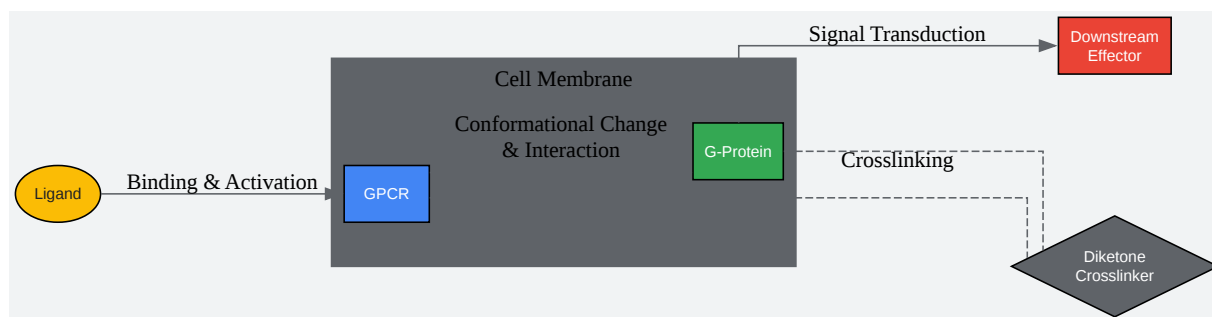 Signal Transduction
Downstream
Effector
Cell Membrane
Conformational Change
& Interaction
G-Protein
Crosslinking
Ligand
Binding & Activation
GPCR
Diketone
Crosslinker